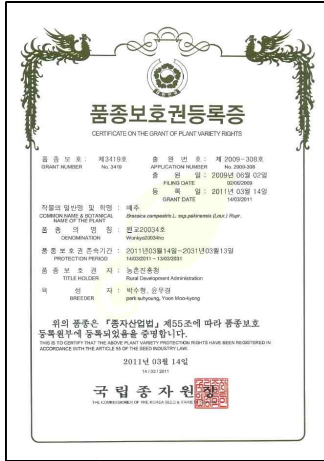 품종보호권등록증
CERTIFICATE ON THE GRANT OF PLANT VARIETY RIGHTS
품 종 보 호 : 제3419호 출 원 번 호 : 제 2009-308호
GRANT NUMBER No. 3419 APPLICATION NUMBER No. 2009-308
출 원 일 : 2009년 06월 02일
FILING DATE 02/06/2009
등 록 일 : 2011년 03월 14일
GRANT DATE 14/03/2011
작물의 일반명 및 학명 : 배추
COMMON NAME & BOTANICAL NAME OF THE PLANT Brassica campestris L. ssp.pekinensis (Lour.) Rupr.
품 종 의 명 칭 : 원교20034호
DENOMINATION Wonkyo20034ho
품종보호권존속기간 : 2011년03월14일~2031년03월13일
PROTECTION PERIOD 14/03/2011 ~ 13/03/2031
품 종 보 호 권 자 : 농촌진흥청
TITLE HOLDER Rural Development Administration
육 성 자 : 박수형, 윤무경
BREEDER park suhyoung, Yoon Moo-kyong
위의 품종은 『종자산업법』제55조에 따라 품종보호
등록원부에 등록되었음을 증명합니다.
THIS IS TO CERTIFY THAT THE ABOVE PLANT VARIETY PROTECTION RIGHTS HAVE BEEN REGISTERED IN
ACCORDANCE WITH THE ARTICLE 55 OF THE SEED INDUSTRY LAW.
2011년 03월 14일
14 / 03 / 2011
국 립 종 자 원 장
THE COMMISSIONER OF THE KOREA SEED &